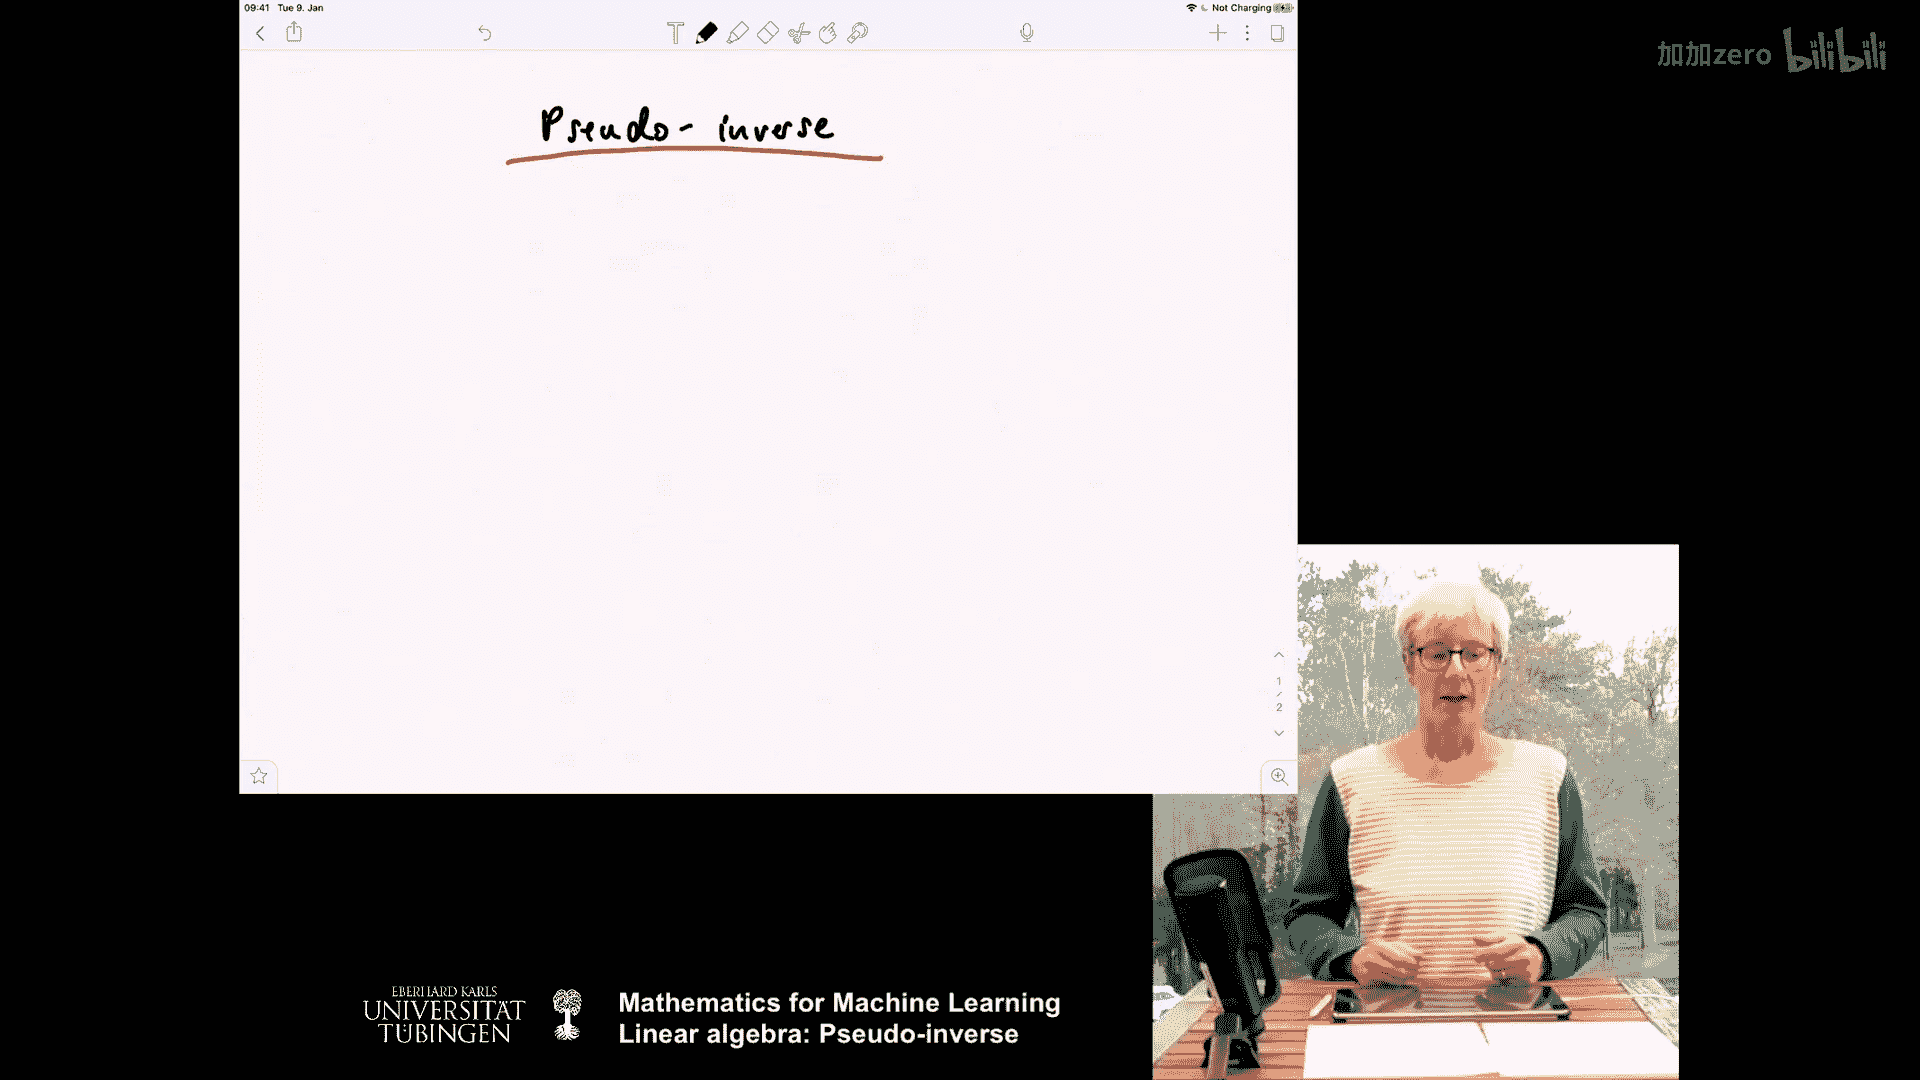 09:41 Tue 9. Jan
Not Charging
加加zero bilibili
Pseudo-inverse
1
/
2
EBERHARD KARLS
UNIVERSITÄT
TÜBINGEN
Mathematics for Machine Learning
Linear algebra: Pseudo-inverse